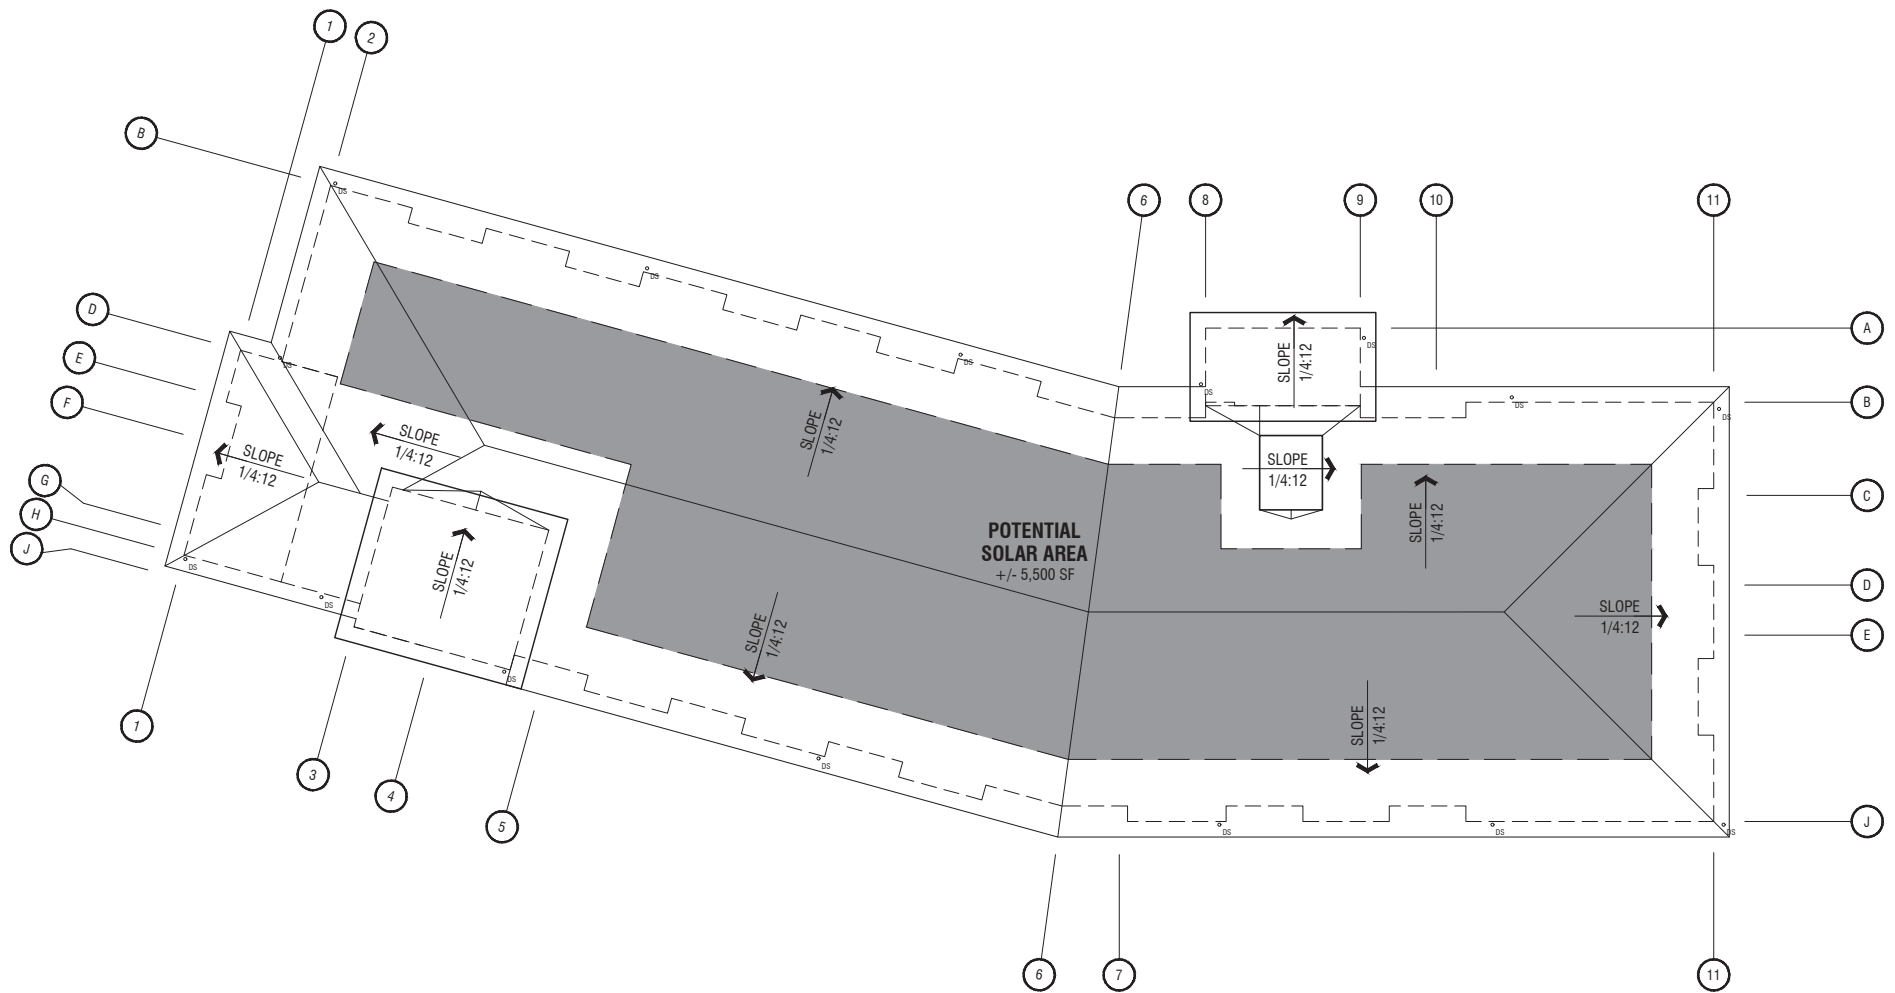 1
2
B
6
8
9
10
11
DS
DS
DS
D
A
SLOPE
1/4:12
DS
E
DS
DS
DS
F
B
DS
DS
SLOPE
1/4:12
SLOPE
1/4:12
SLOPE
1/4:12
SLOPE
1/4:12
G
C
H
SLOPE
1/4:12
POTENTIAL
SOLAR AREA
+/- 5,500 SF
J
DS
SLOPE
1/4:12
D
DS
SLOPE
1/4:12
SLOPE
1/4:12
E
DS
1
SLOPE
1/4:12
3
DS
4
5
DS
DS
DS
J
6
7
11